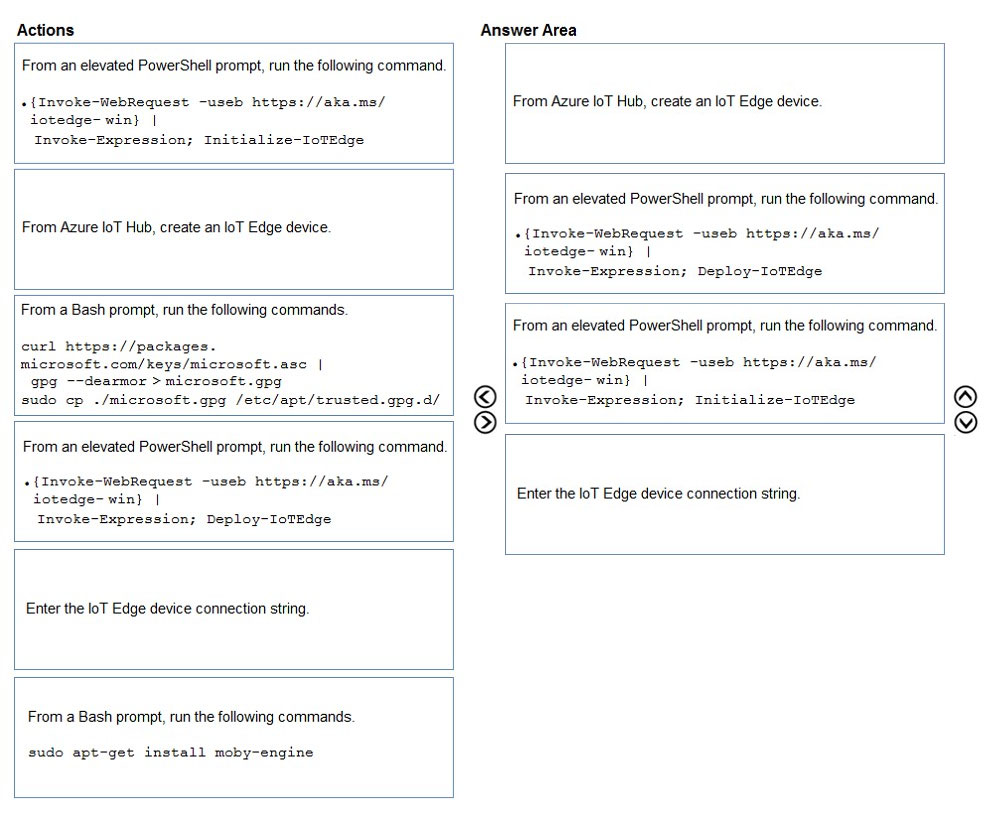 Actions
From an elevated PowerShell prompt, run the following command.
.{Invoke-WebRequest -useb https://aka.ms/
iotedge- win} |
Invoke-Expression; Initialize-IoTEdge
From Azure IoT Hub, create an IoT Edge device.
From a Bash prompt, run the following commands.
curl https://packages.
microsoft.com/keys/microsoft.asc |
gpg --dearmor > microsoft.gpg
sudo cp ./microsoft.gpg /etc/apt/trusted.gpg.d/
From an elevated PowerShell prompt, run the following command.
.{Invoke-WebRequest -useb https://aka.ms/
iotedge- win} |
Invoke-Expression; Deploy-IoTEdge
Enter the IoT Edge device connection string.
From a Bash prompt, run the following commands.
sudo apt-get install moby-engine
Answer Area
From Azure IoT Hub, create an IoT Edge device.
From an elevated PowerShell prompt, run the following command.
.{Invoke-WebRequest -useb https://aka.ms/
iotedge- win} |
Invoke-Expression; Deploy-IoTEdge
From an elevated PowerShell prompt, run the following command.
.{Invoke-WebRequest -useb https://aka.ms/
iotedge- win} |
Invoke-Expression; Initialize-IoTEdge
Enter the IoT Edge device connection string.